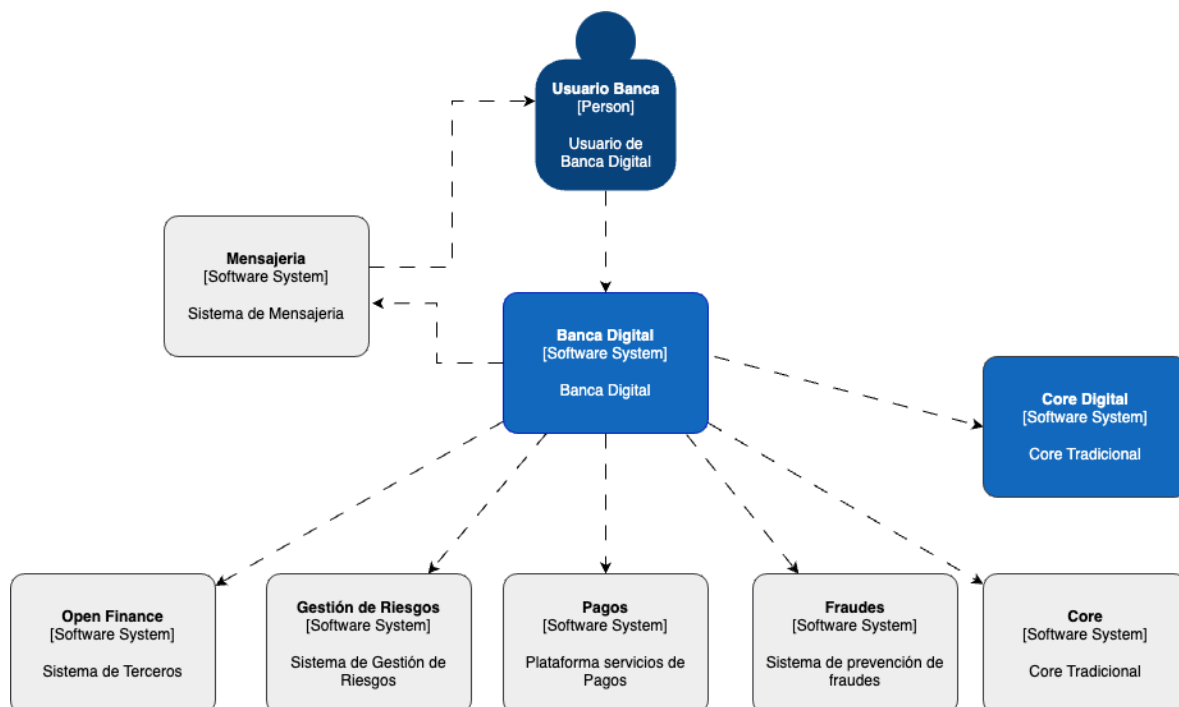 Usuario Banca
[Person]
Usuario de
Banca Digital
Mensajeria
[Software System]
Sistema de Mensajeria
Banca Digital
[Software System]
Banca Digital
Core Digital
[Software System]
Core Tradicional
Open Finance
[Software System]
Sistema de Terceros
Gestión de Riesgos
[Software System]
Sistema de Gestión de
Riesgos
Pagos
[Software System]
Plataforma servicios de
Pagos
Fraudes
[Software System]
Sistema de prevención de
fraudes
Core
[Software System]
Core Tradicional